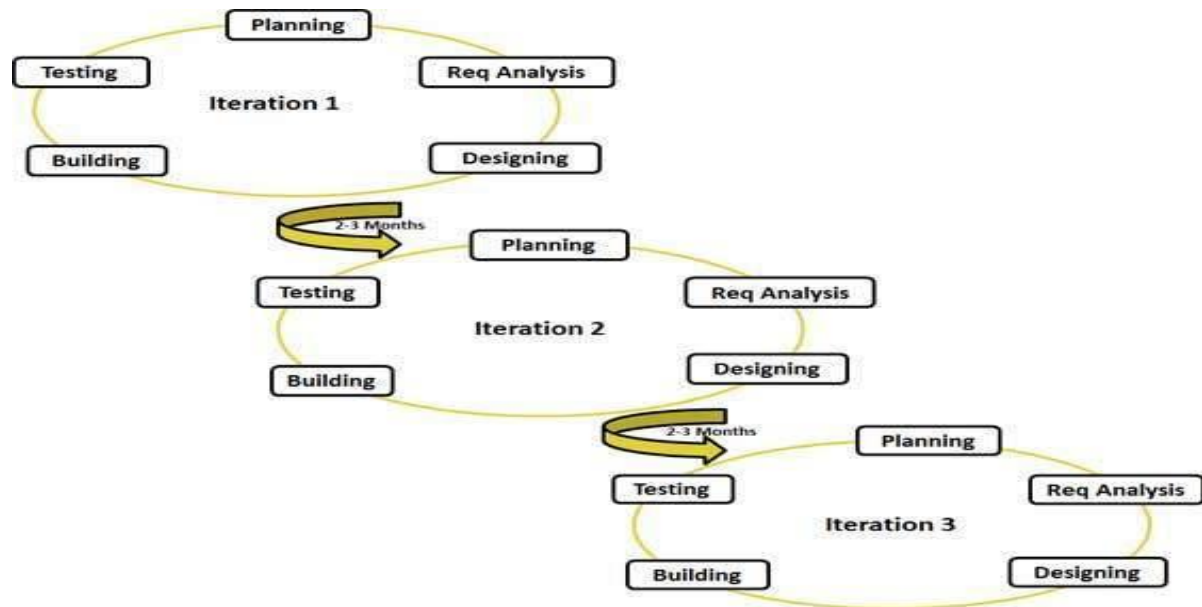 Planning
Testing
Req Analysis
Iteration 1
Building
Designing
2-3 Months
Planning
Testing
Req Analysis
Iteration 2
Building
Designing
2-3 Months
Planning
Testing
Req Analysis
Iteration 3
Building
Designing